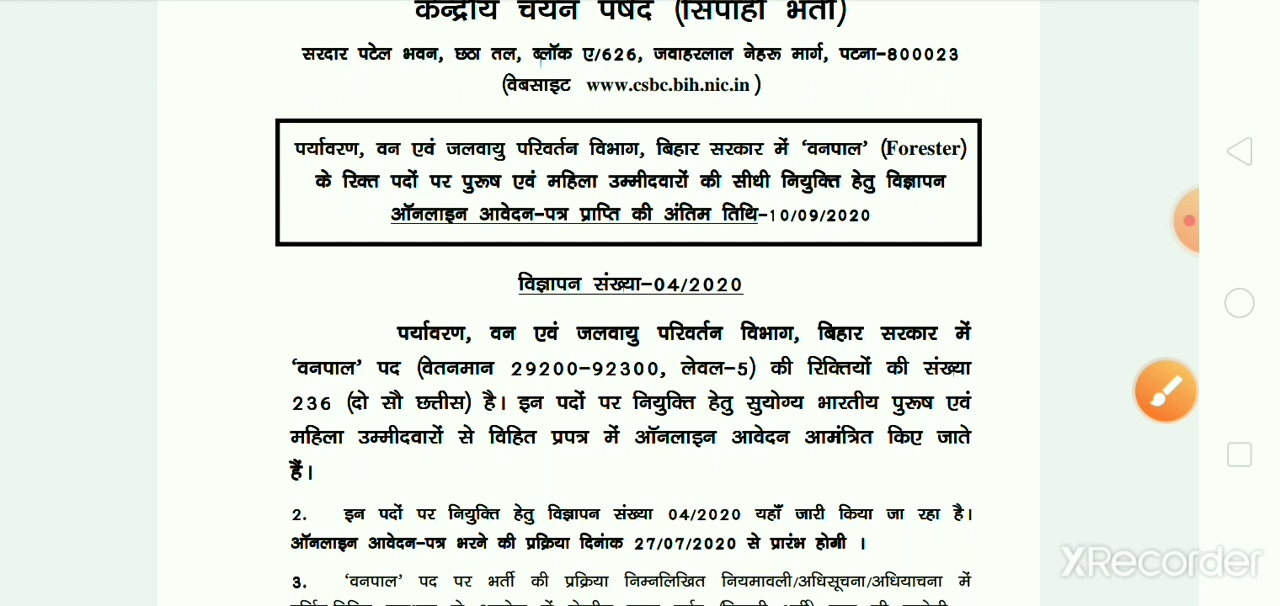 केन्द्रीय चयन पर्षद (सिपाही भर्ती)
सरदार पटेल भवन, छठा तल, ब्लॉक ए/626, जवाहरलाल नेहरू मार्ग, पटना-800023
(वेबसाइट www.csbc.bih.nic.in )
पर्यावरण, वन एवं जलवायु परिवर्तन विभाग, बिहार सरकार में ‘वनपाल’ (Forester)
के रिक्त पदों पर पुरूष एवं महिला उम्मीदवारों की सीधी नियुक्ति हेतु विज्ञापन
ऑनलाइन आवेदन-पत्र प्राप्ति की अंतिम तिथि-10/09/2020
विज्ञापन संख्या-04/2020
पर्यावरण, वन एवं जलवायु परिवर्तन विभाग, बिहार सरकार में
‘वनपाल’ पद (वेतनमान 29200-92300, लेवल-5) की रिक्तियों की संख्या
236 (दो सौ छत्तीस) है। इन पदों पर नियुक्ति हेतु सुयोग्य भारतीय पुरूष एवं
महिला उम्मीदवारों से विहित प्रपत्र में ऑनलाइन आवेदन आमंत्रित किए जाते
हैं।
2. इन पदों पर नियुक्ति हेतु विज्ञापन संख्या 04/2020 यहाँ जारी किया जा रहा है।
ऑनलाइन आवेदन-पत्र भरने की प्रक्रिया दिनांक 27/07/2020 से प्रारंभ होगी ।
3. ‘वनपाल’ पद पर भर्ती की प्रक्रिया निम्नलिखित नियमावली/अधिसूचना/अधियाचना में
XRecorder